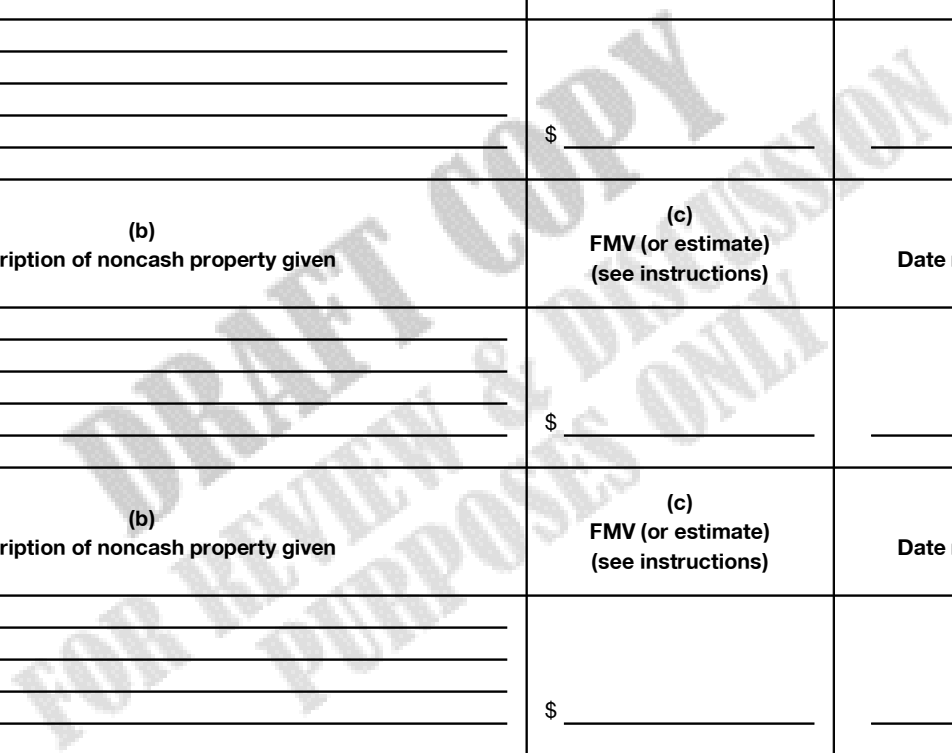 $
(b)
ription of noncash property given
(c)
FMV (or estimate)
(see instructions)
Date
$
(b)
ription of noncash property given
(c)
FMV (or estimate)
(see instructions)
Date
$
DRAFT COPY
FOR REVIEW & DISCUSSION
PURPOSES ONLY